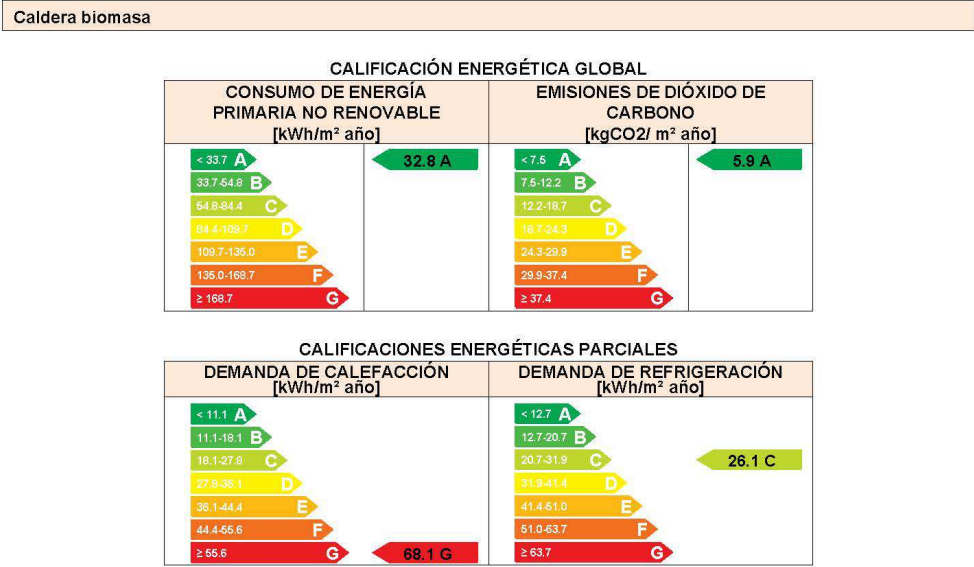 Caldera biomasa
CALIFICACIÓN ENERGÉTICA GLOBAL
CONSUMO DE ENERGÍA
PRIMARIA NO RENOVABLE
[kWh/m² año]
EMISIONES DE DIÓXIDO DE
CARBONO
[kgCO2/ m² año]
< 33.7 A
33.7-54.8 B
54.8-84.4 C
84.4-109.7 D
109.7-135.0 E
135.0-168.7 F
≥ 168.7 G
32.8 A
< 7.5 A
7.5-12.2 B
12.2-18.7 C
18.7-24.3 D
24.3-29.9 E
29.9-37.4 F
≥ 37.4 G
5.9 A
CALIFICACIONES ENERGÉTICAS PARCIALES
DEMANDA DE CALEFACCIÓN
[kWh/m² año]
DEMANDA DE REFRIGERACIÓN
[kWh/m² año]
< 11.1 A
11.1-18.1 B
18.1-27.8 C
27.8-36.1 D
36.1-44.4 E
44.4-55.6 F
≥ 55.6 G
68.1 G
< 12.7 A
12.7-20.7 B
20.7-31.9 C
31.9-41.4 D
41.4-51.0 E
51.0-63.7 F
≥ 63.7 G
26.1 C